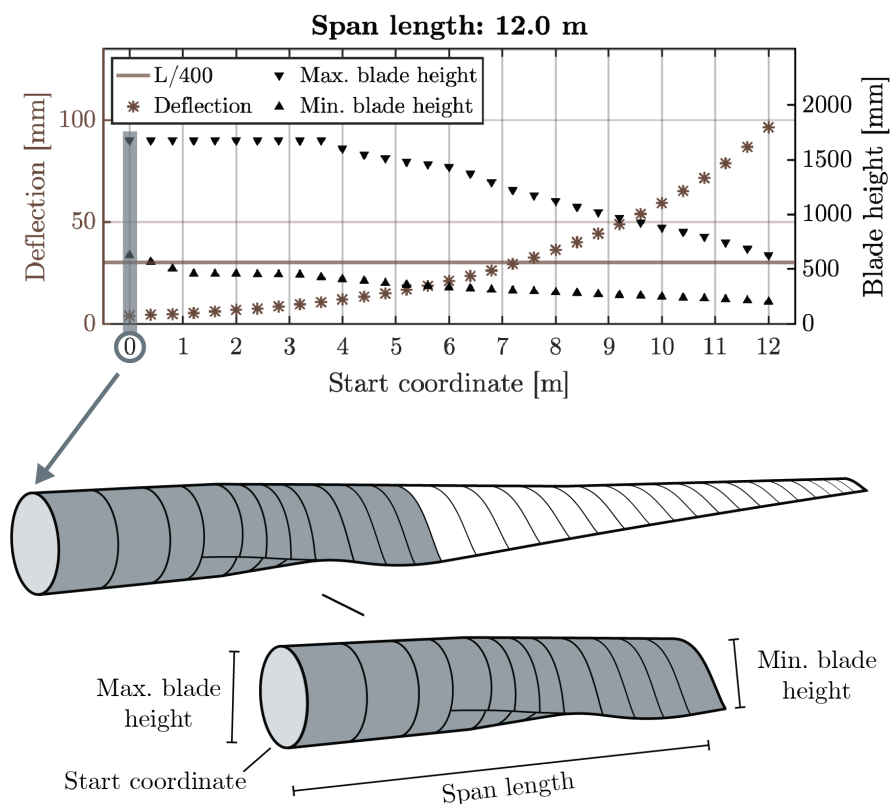 Span length: 12.0 m
L/400
Deflection
Max. blade height
Min. blade height
Deflection [mm]
100
50
0
Blade height [mm]
2000
1500
1000
500
0
0 1 2 3 4 5 6 7 8 9 10 11 12
Start coordinate [m]
Max. blade
height
Min. blade
height
Start coordinate
Span length